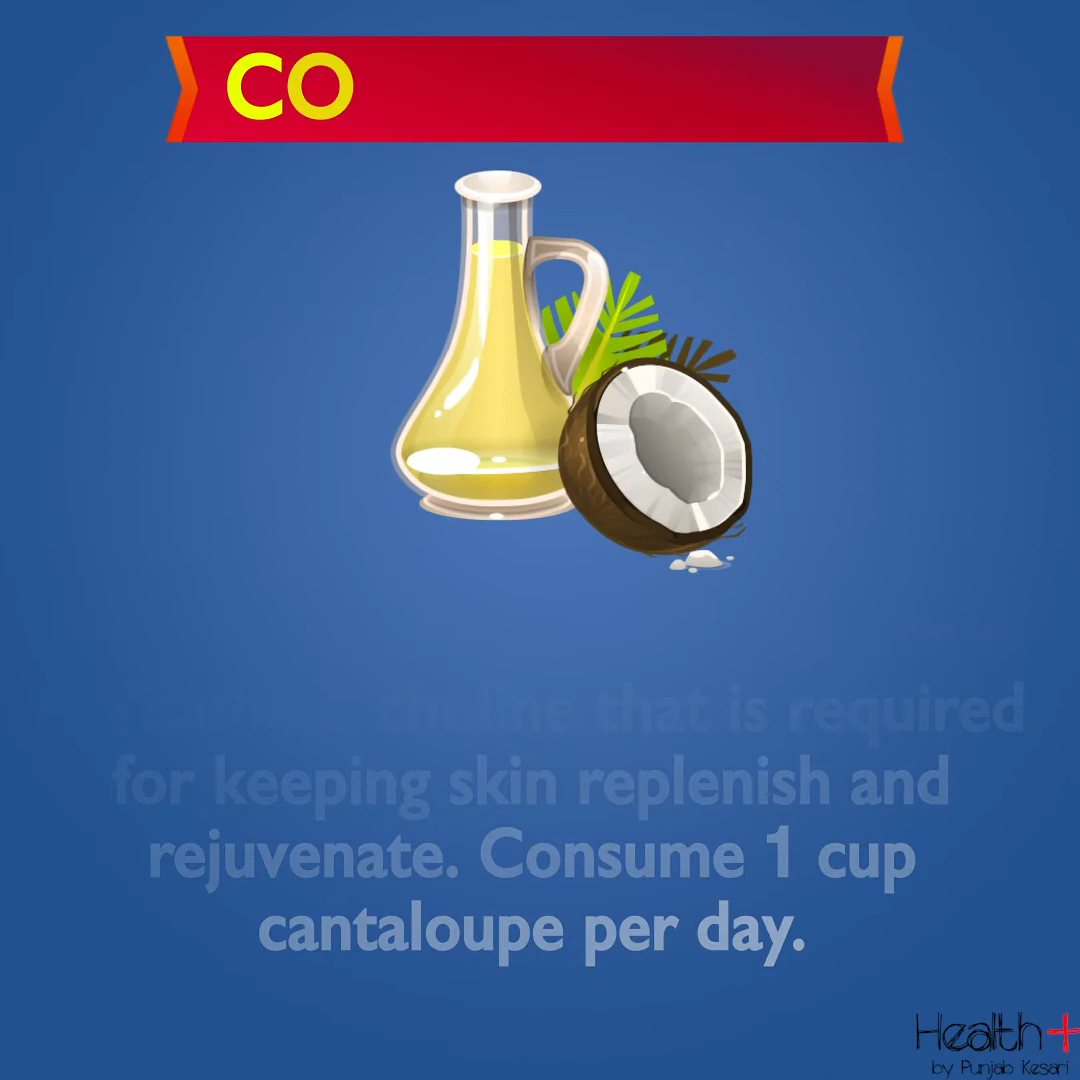 CO
choline that is required
for keeping skin replenish and
rejuvenate. Consume 1 cup
cantaloupe per day.
Health+
by Punjab Kesari